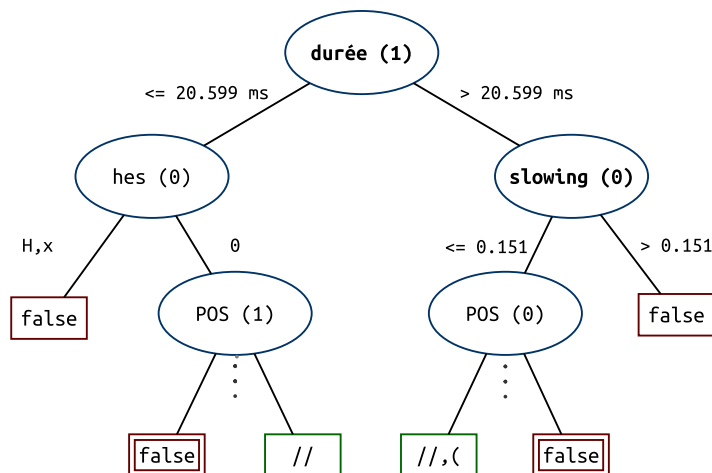 durée (1)
<= 20.599 ms
> 20.599 ms
hes (0)
slowing (0)
H,x
0
<= 0.151
> 0.151
false
POS (1)
POS (0)
false
false
//
//,(
false